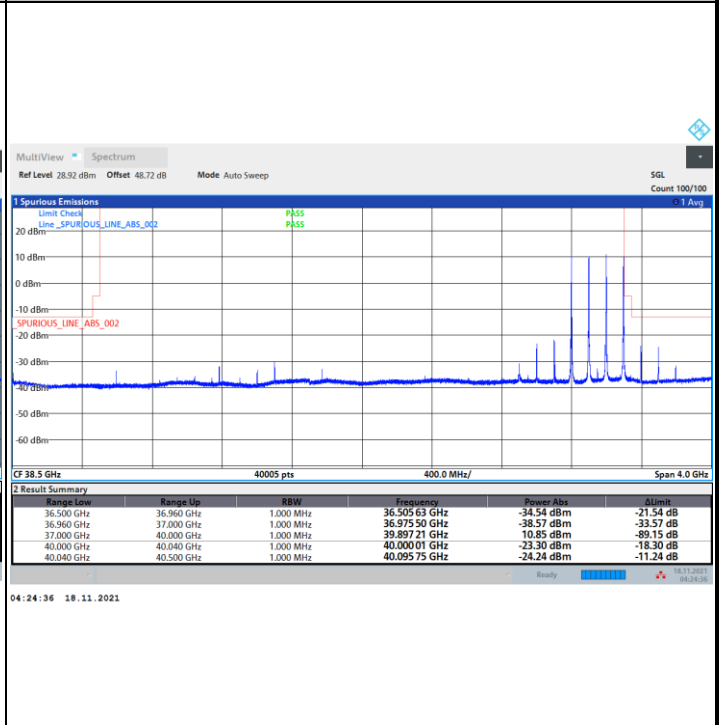 MultiView Spectrum
Ref Level 28.92 dBm Offset 48.72 dB Mode Auto Sweep SGL
Count 100/100
1 Spurious Emissions 1 Avg
Limit Check PASS
Line _SPURIOUS_LINE_ABS_002 PASS
20 dBm
10 dBm
0 dBm
-10 dBm
_SPURIOUS_LINE_ABS_002
-20 dBm
-30 dBm
-40 dBm
-50 dBm
-60 dBm
CF 38.5 GHz 40005 pts 400.0 MHz/ Span 4.0 GHz
2 Result Summary
Range Low Range Up RBW Frequency Power Abs ΔLimit
36.500 GHz 36.960 GHz 1.000 MHz 36.505 63 GHz -34.54 dBm -21.54 dB
36.960 GHz 37.000 GHz 1.000 MHz 36.975 50 GHz -38.57 dBm -33.57 dB
37.000 GHz 40.000 GHz 1.000 MHz 39.897 21 GHz 10.85 dBm -89.15 dB
40.000 GHz 40.040 GHz 1.000 MHz 40.000 01 GHz -23.30 dBm -18.30 dB
40.040 GHz 40.500 GHz 1.000 MHz 40.095 75 GHz -24.24 dBm -11.24 dB
Ready 18.11.2021
04:24:36
04:24:36 18.11.2021